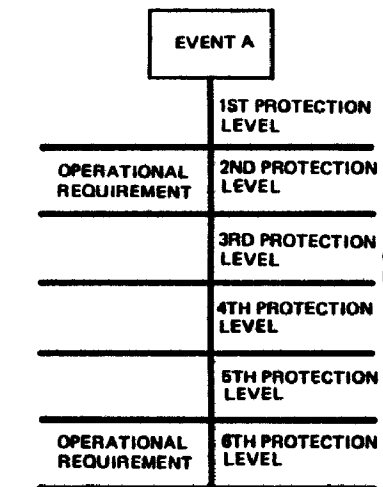 EVENT A
1ST PROTECTION
LEVEL
OPERATIONAL
REQUIREMENT
2ND PROTECTION
LEVEL
3RD PROTECTION
LEVEL
4TH PROTECTION
LEVEL
5TH PROTECTION
LEVEL
OPERATIONAL
REQUIREMENT
6TH PROTECTION
LEVEL